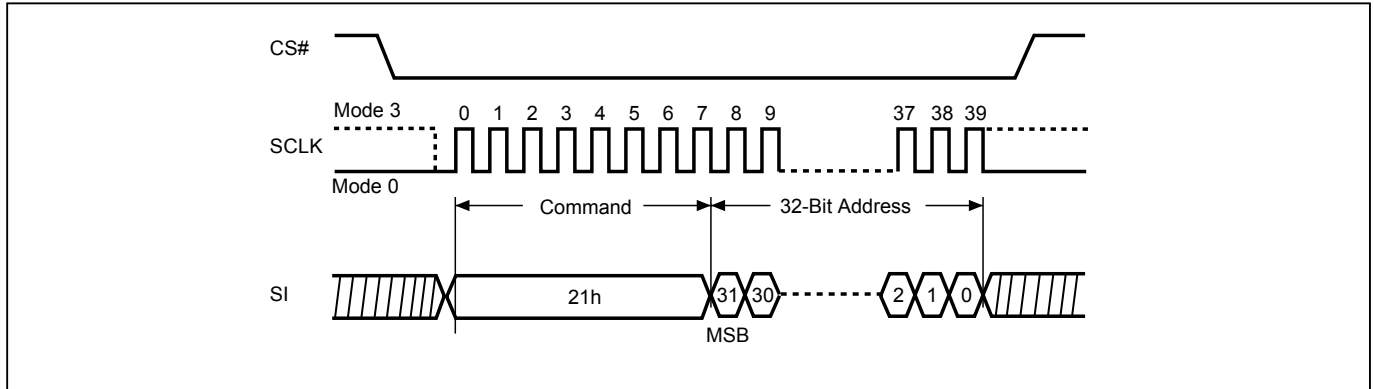 CS#
Mode 3 0 1 2 3 4 5 6 7 8 9 37 38 39
SCLK
Mode 0
Command 32-Bit Address
SI 21h 31 30 2 1 0
MSB